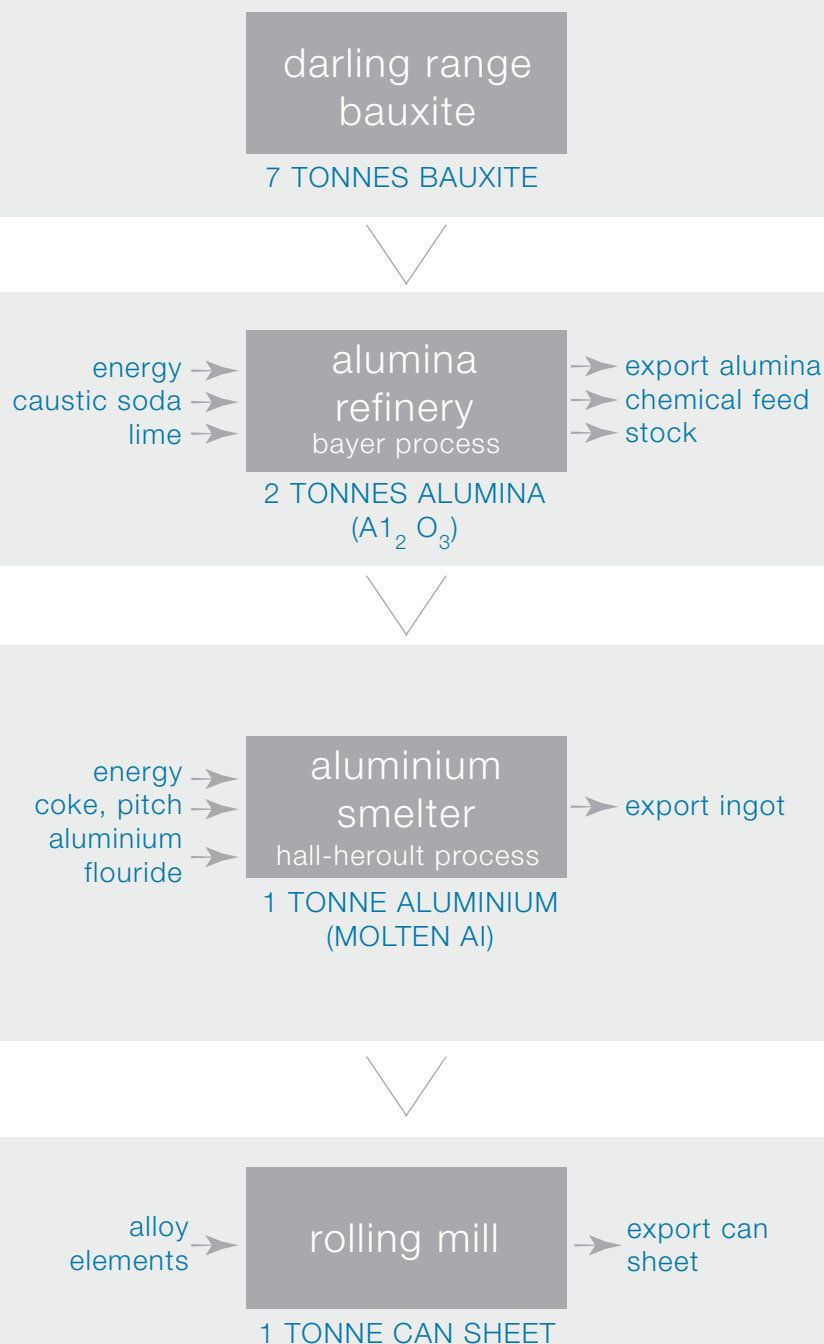 darling range
bauxite
7 TONNES BAUXITE
energy
caustic soda
lime
alumina
refinery
bayer process
export alumina
chemical feed
stock
2 TONNES ALUMINA
(A1₂ O₃)
energy
coke, pitch
aluminium
flouride
aluminium
smelter
hall-heroult process
export ingot
1 TONNE ALUMINIUM
(MOLTEN Al)
alloy
elements
rolling mill
export can
sheet
1 TONNE CAN SHEET